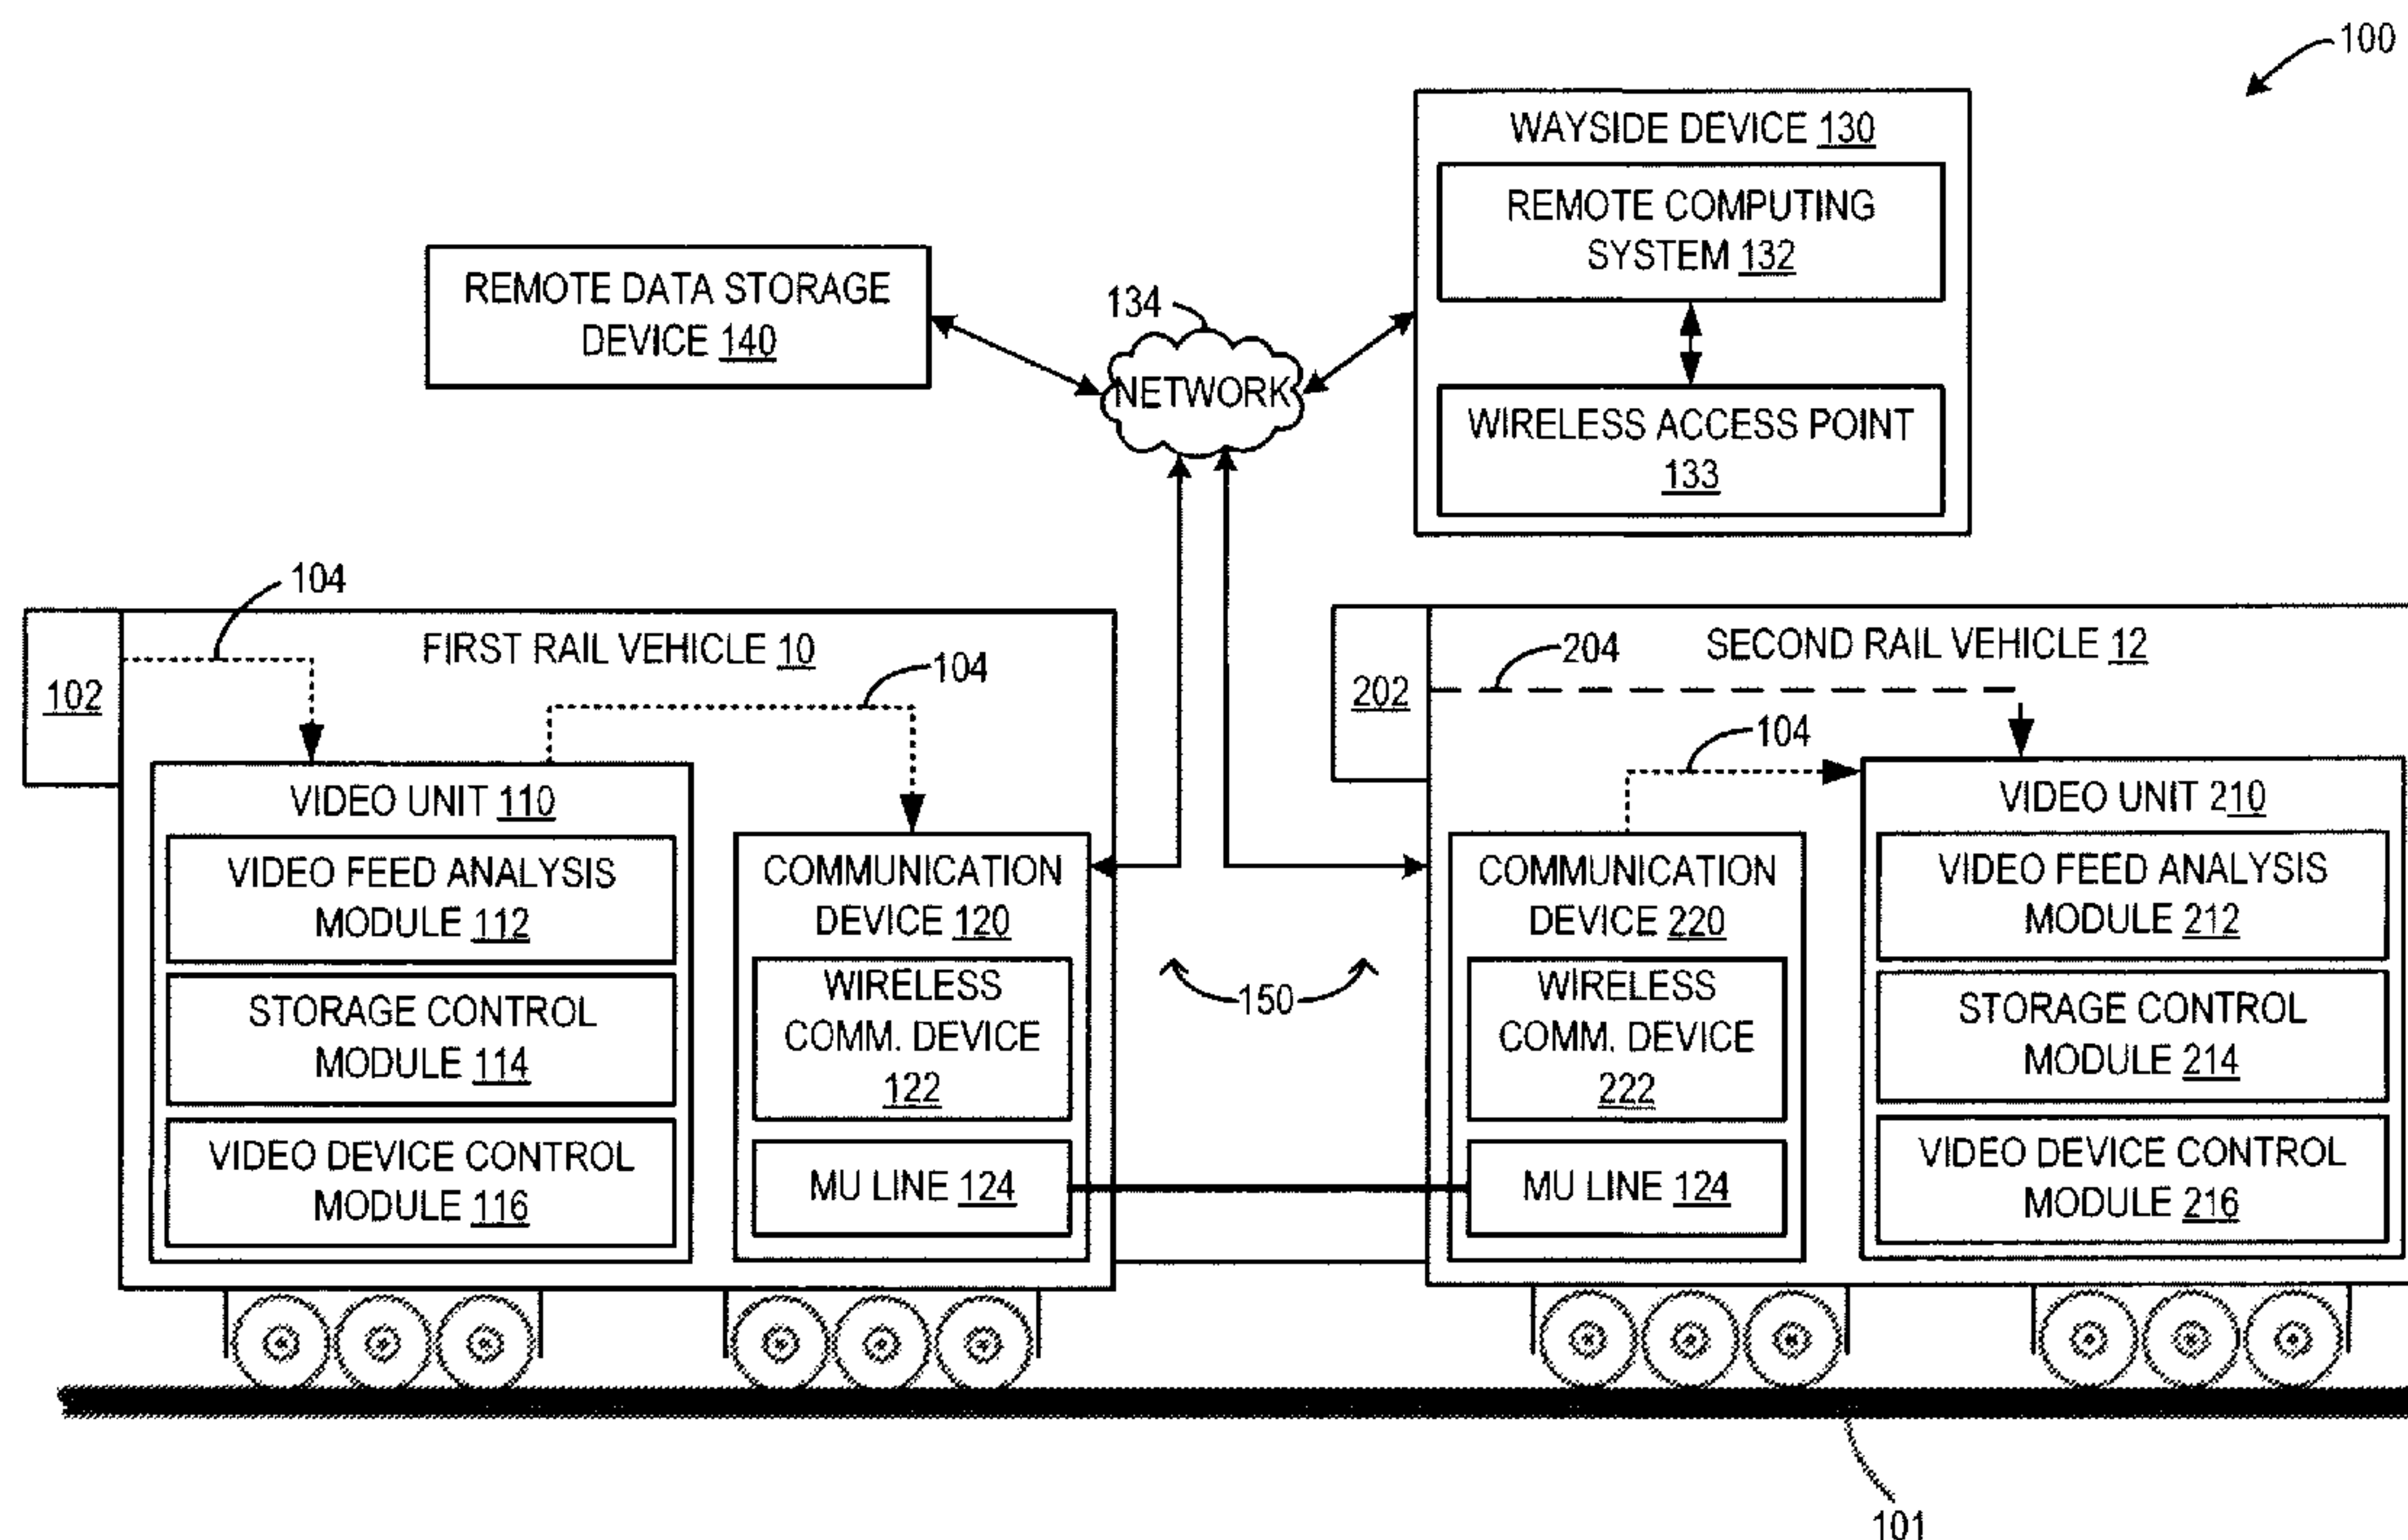 100
WAYSIDE DEVICE 130
REMOTE COMPUTING
SYSTEM 132
WIRELESS ACCESS POINT
133
REMOTE DATA STORAGE
DEVICE 140
134
NETWORK
104
FIRST RAIL VEHICLE 10
104
102
VIDEO UNIT 110
VIDEO FEED ANALYSIS
MODULE 112
STORAGE CONTROL
MODULE 114
VIDEO DEVICE CONTROL
MODULE 116
COMMUNICATION
DEVICE 120
WIRELESS
COMM. DEVICE
122
MU LINE 124
150
SECOND RAIL VEHICLE 12
204
202
104
COMMUNICATION
DEVICE 220
WIRELESS
COMM. DEVICE
222
MU LINE 124
VIDEO UNIT 210
VIDEO FEED ANALYSIS
MODULE 212
STORAGE CONTROL
MODULE 214
VIDEO DEVICE CONTROL
MODULE 216
101